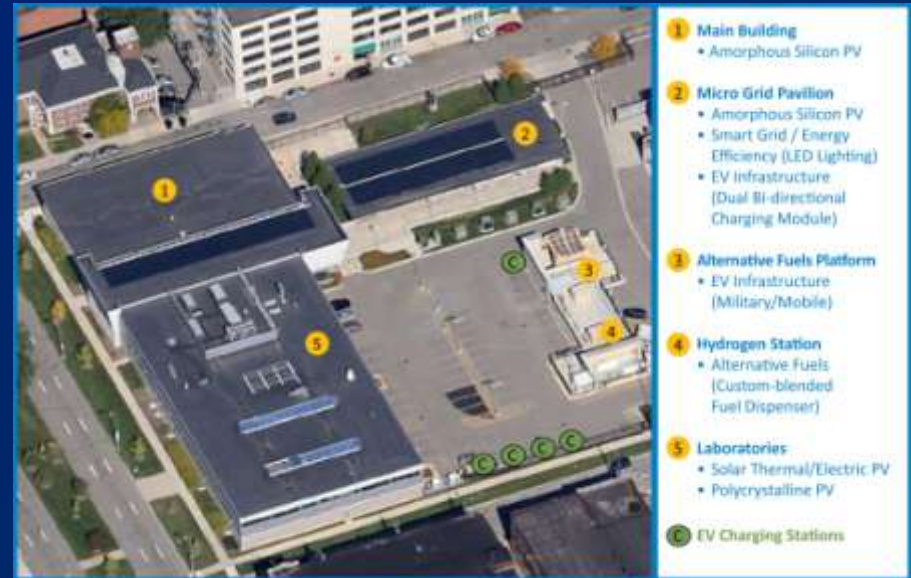 1 Main Building
• Amorphous Silicon PV
2 Micro Grid Pavilion
• Amorphous Silicon PV
• Smart Grid / Energy
Efficiency (LED Lighting)
• EV Infrastructure
(Dual Bi-directional
Charging Module)
3 Alternative Fuels Platform
• EV Infrastructure
(Military/Mobile)
4 Hydrogen Station
• Alternative Fuels
(Custom-blended
Fuel Dispenser)
5 Laboratories
• Solar Thermal/Electric PV
• Polycrystalline PV
C EV Charging Stations
1
2
C
3
4
5
C C C C